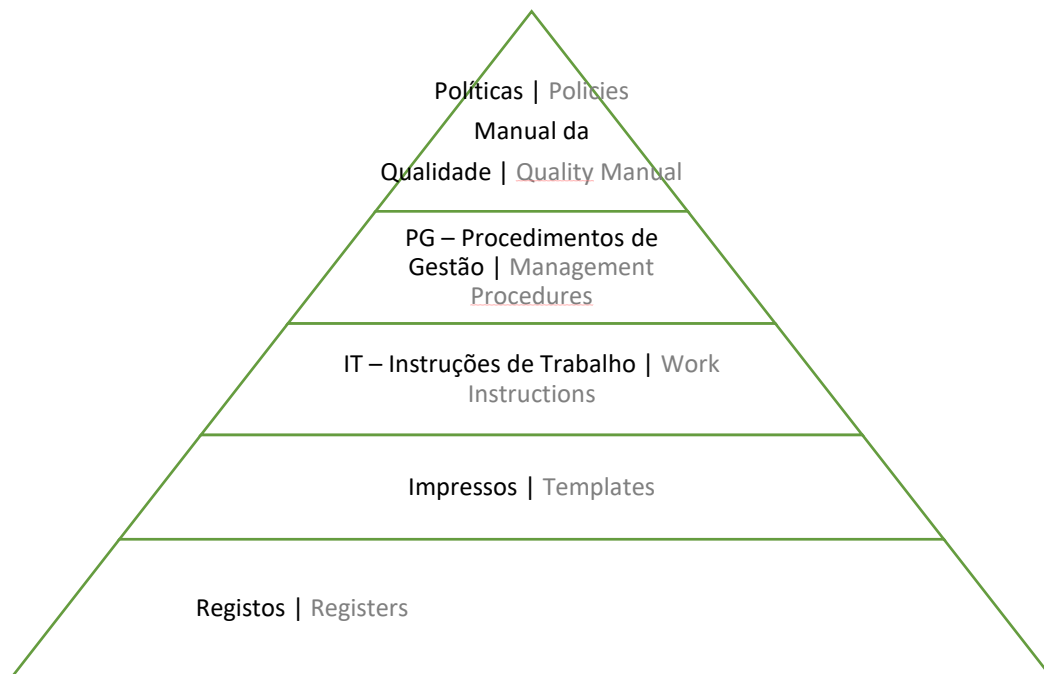 Políticas | Policies
Manual da
Qualidade | Quality Manual
PG – Procedimentos de
Gestão | Management
Procedures
IT – Instruções de Trabalho | Work
Instructions
Impressos | Templates
Registos | Registers